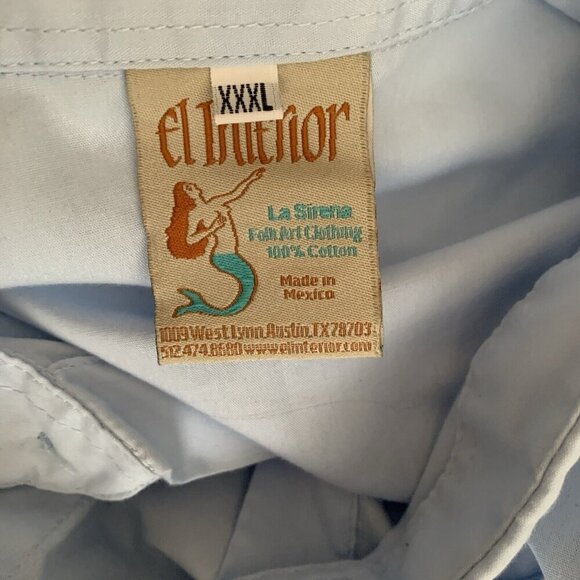 XXXL
El Interior
La Sirena
Folk Art Clothing
100% Cotton
Made in
Mexico
1009 West Lynn, Austin, TX 78703
512.474.8680 www.elinterior.com